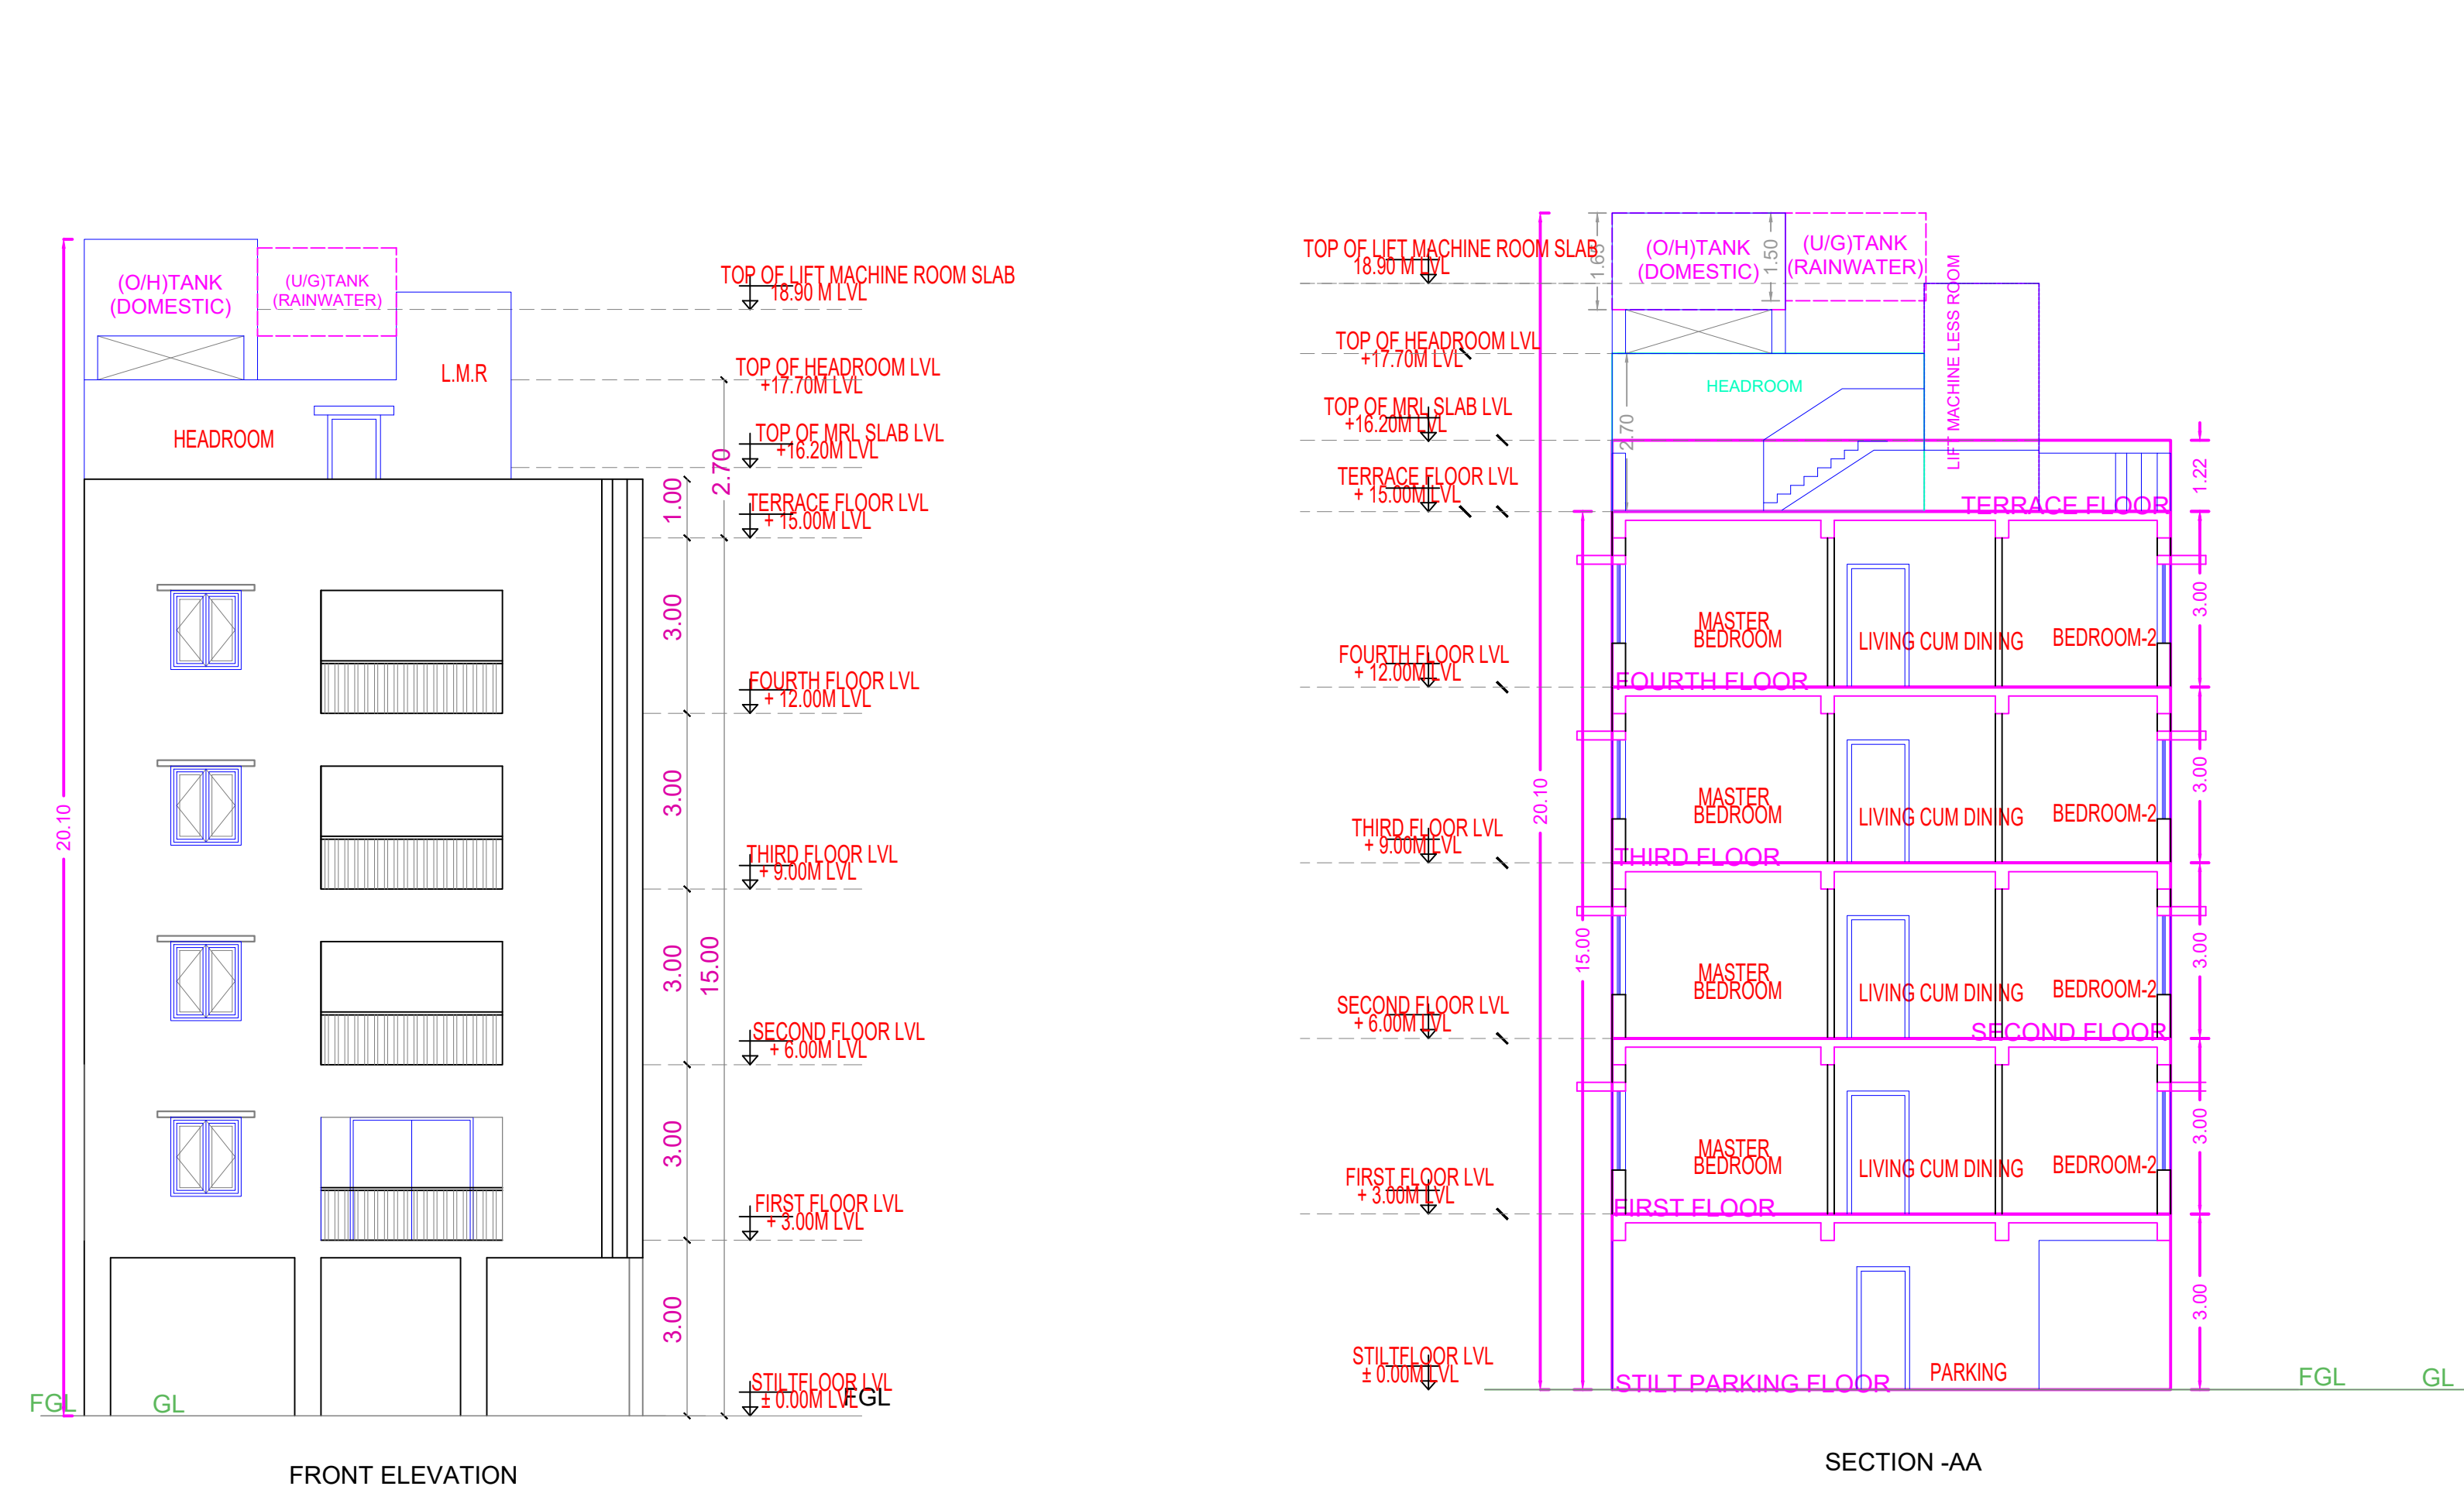 (O/H)TANK
(DOMESTIC)
(U/G)TANK
(RAINWATER)
L.M.R
HEADROOM
20.10
TOP OF LIFT MACHINE ROOM SLAB
18.90 M LVL
TOP OF HEADROOM LVL
+17.70M LVL
TOP OF MRL SLAB LVL
+16.20M LVL
2.70
1.00
TERRACE FLOOR LVL
+ 15.00M LVL
3.00
FOURTH FLOOR LVL
+ 12.00M LVL
3.00
THIRD FLOOR LVL
+ 9.00M LVL
3.00
15.00
SECOND FLOOR LVL
+ 6.00M LVL
3.00
FIRST FLOOR LVL
+ 3.00M LVL
3.00
STILTFLOOR LVL
± 0.00M LVL
FGL
FGL
GL
FRONT ELEVATION
TOP OF LIFT MACHINE ROOM SLAB
18.90 M LVL
1.65
(O/H)TANK
(DOMESTIC)
1.50
(U/G)TANK
(RAINWATER)
LIFT MACHINE LESS ROOM
TOP OF HEADROOM LVL
+17.70M LVL
HEADROOM
TOP OF MRL SLAB LVL
+16.20M LVL
2.70
1.22
TERRACE FLOOR LVL
+ 15.00M LVL
TERRACE FLOOR
20.10
15.00
MASTER
BEDROOM
LIVING CUM DINING
BEDROOM-2
3.00
FOURTH FLOOR LVL
+ 12.00M LVL
FOURTH FLOOR
MASTER
BEDROOM
LIVING CUM DINING
BEDROOM-2
3.00
THIRD FLOOR LVL
+ 9.00M LVL
THIRD FLOOR
MASTER
BEDROOM
LIVING CUM DINING
BEDROOM-2
3.00
SECOND FLOOR LVL
+ 6.00M LVL
SECOND FLOOR
MASTER
BEDROOM
LIVING CUM DINING
BEDROOM-2
3.00
FIRST FLOOR LVL
+ 3.00M LVL
FIRST FLOOR
3.00
STILTFLOOR LVL
± 0.00M LVL
STILT PARKING FLOOR
PARKING
FGL
GL
SECTION -AA